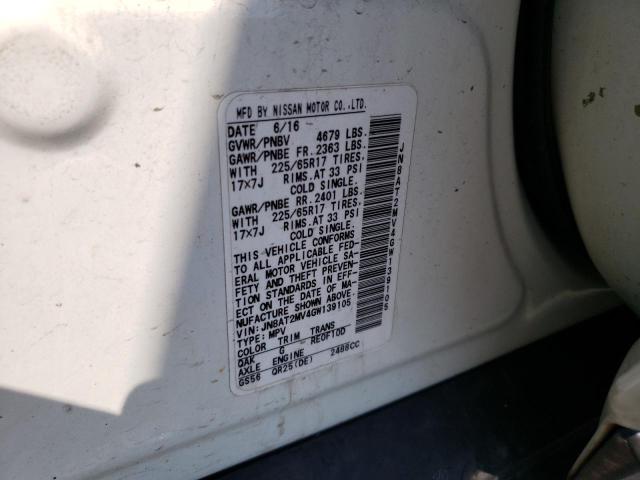 MFD BY NISSAN MOTOR CO.,LTD.
DATE 6/16
GVWR/PNBV 4679 LBS.
GAWR/PNBE FR. 2363 LBS.
WITH 225/65R17 TIRES,
17X7J RIMS. AT 33 PSI
COLD SINGLE.
GAWR/PNBE RR. 2401 LBS.
WITH 225/65R17 TIRES,
17X7J RIMS. AT 33 PSI
COLD SINGLE.
THIS VEHICLE CONFORMS
TO ALL APPLICABLE FED-
ERAL MOTOR VEHICLE SA-
FETY AND THEFT PREVEN-
TION STANDARDS IN EFF-
ECT ON THE DATE OF MA-
NUFACTURE SHOWN ABOVE.
VIN: JN8AT2MV4GW139105
TYPE: MPV
COLOR TRIM TRANS
QAK G RE0F10D
AXLE ENGINE
GS56 QR25(DE) 2488CC
JN8AT2MV4GW139105